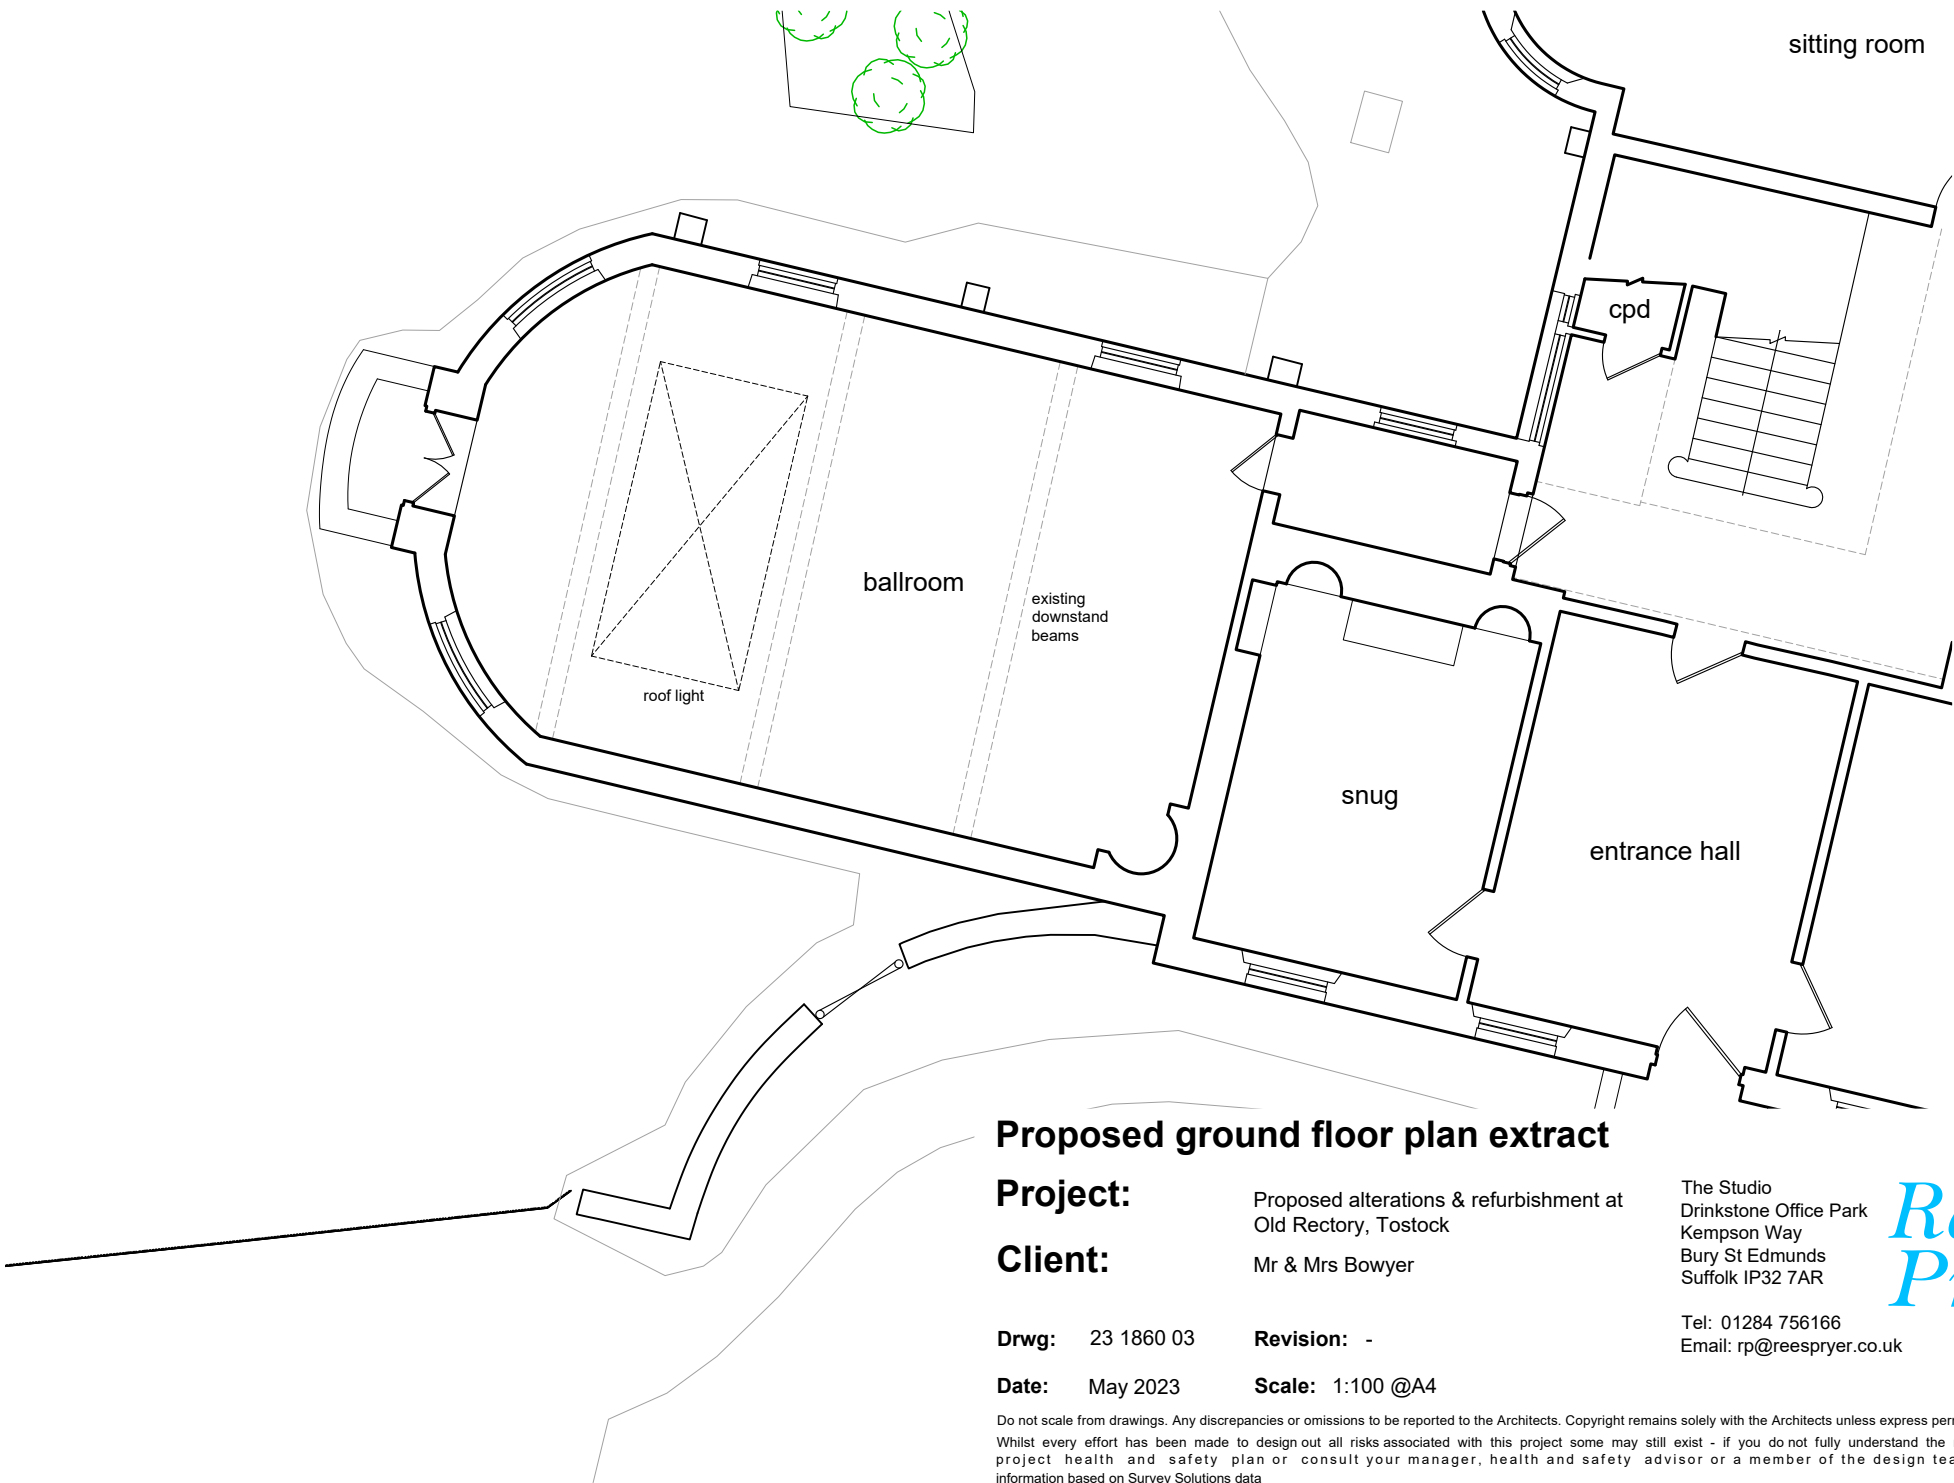 sitting room
cpd
ballroom
existing
downstand
beams
roof light
snug
entrance hall
Proposed ground floor plan extract
Project:
Proposed alterations & refurbishment at
Old Rectory, Tostock
Client:
Mr & Mrs Bowyer
Drwg: 23 1860 03 Revision: -
Date: May 2023 Scale: 1:100 @A4
The Studio
Drinkstone Office Park
Kempson Way
Bury St Edmunds
Suffolk IP32 7AR
Tel: 01284 756166
Email: rp@reespryer.co.uk
Do not scale from drawings. Any discrepancies or omissions to be reported to the Architects. Copyright remains solely with the Architects unless express
Whilst every effort has been made to design out all risks associated with this project some may still exist - if you do not fully understand the
project health and safety plan or consult your manager, health and safety advisor or a member of the design
information based on Survey Solutions data